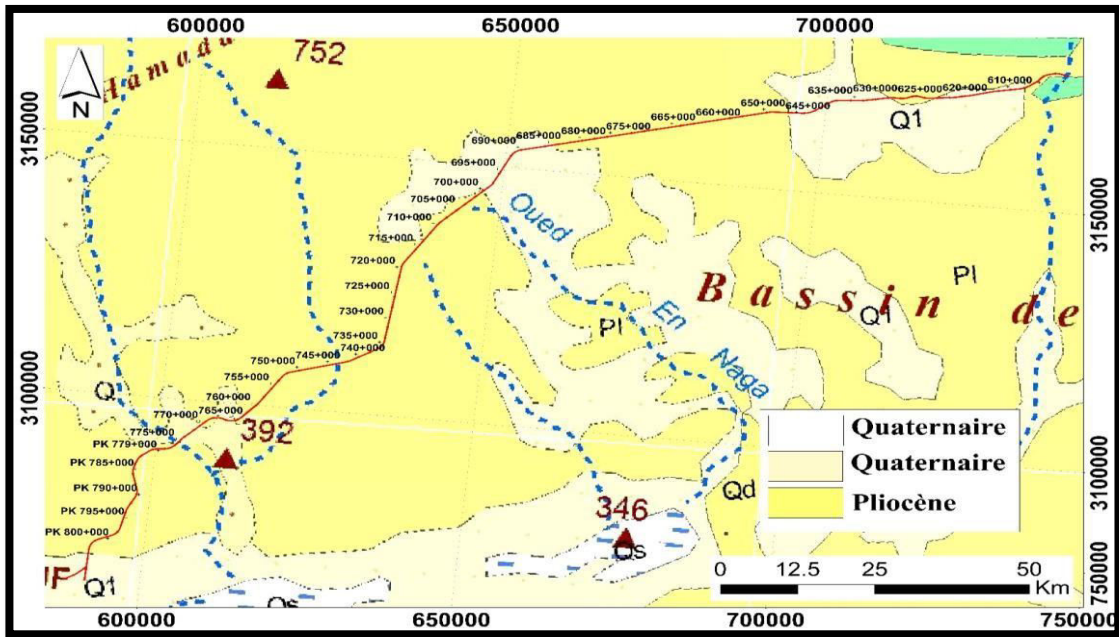 600000
650000
700000
Hamada
752
N
3150000
610+000
620+000
625+000
630+000
635+000
645+000
650+000
660+000
665+000
675+000
680+000
685+000
690+000
695+000
700+000
705+000
710+000
715+000
720+000
725+000
730+000
735+000
740+000
745+000
750+000
755+000
760+000
765+000
770+000
775+000
PK 779+000
PK 785+000
PK 790+000
PK 795+000
PK 800+000
Q1
Oued
En
Naga
3150000
Bassin de
Pl
Q1
Pl
3100000
Q
392
346
Qd
Qs
Q1
Qs
Quaternaire
Quaternaire
Pliocène
3100000
0 12.5 25 50
Km
750000
600000
650000
700000
750000